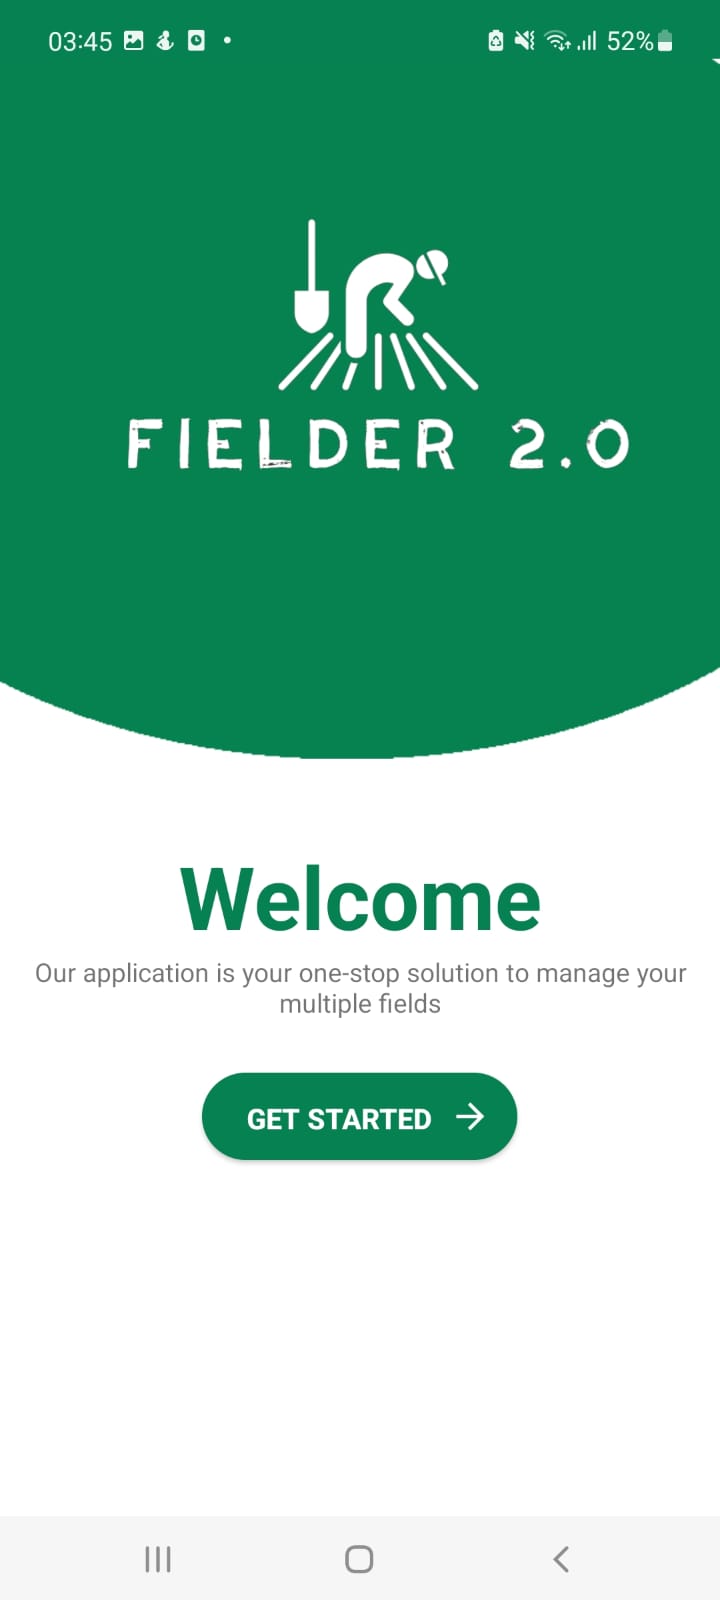 03:45 52%
FIELDER 2.0
Welcome
Our application is your one-stop solution to manage your
multiple fields
GET STARTED